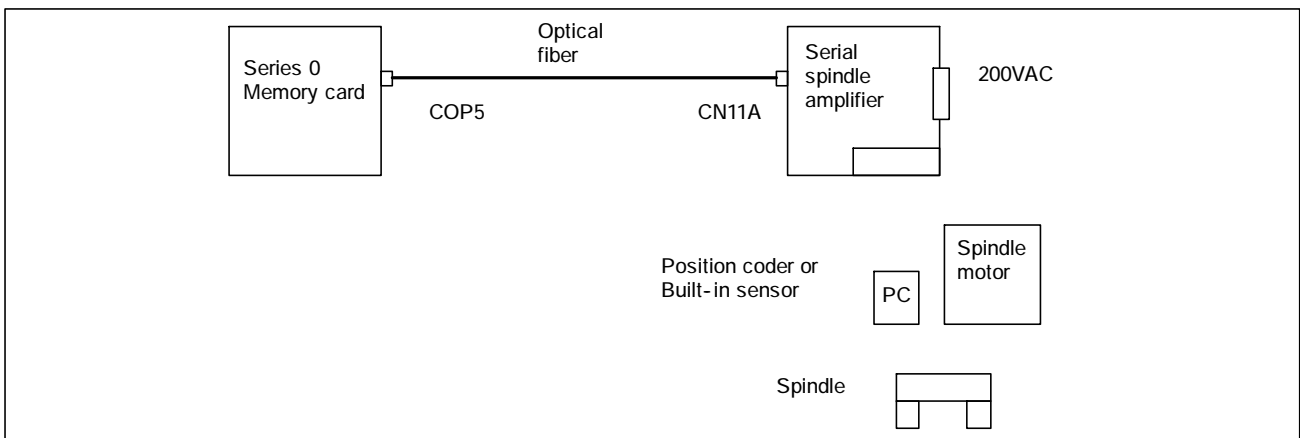 Optical
fiber
Series 0
Memory card
COP5
CN11A
Serial
spindle
amplifier
200VAC
Position coder or
Built-in sensor
PC
Spindle
motor
Spindle